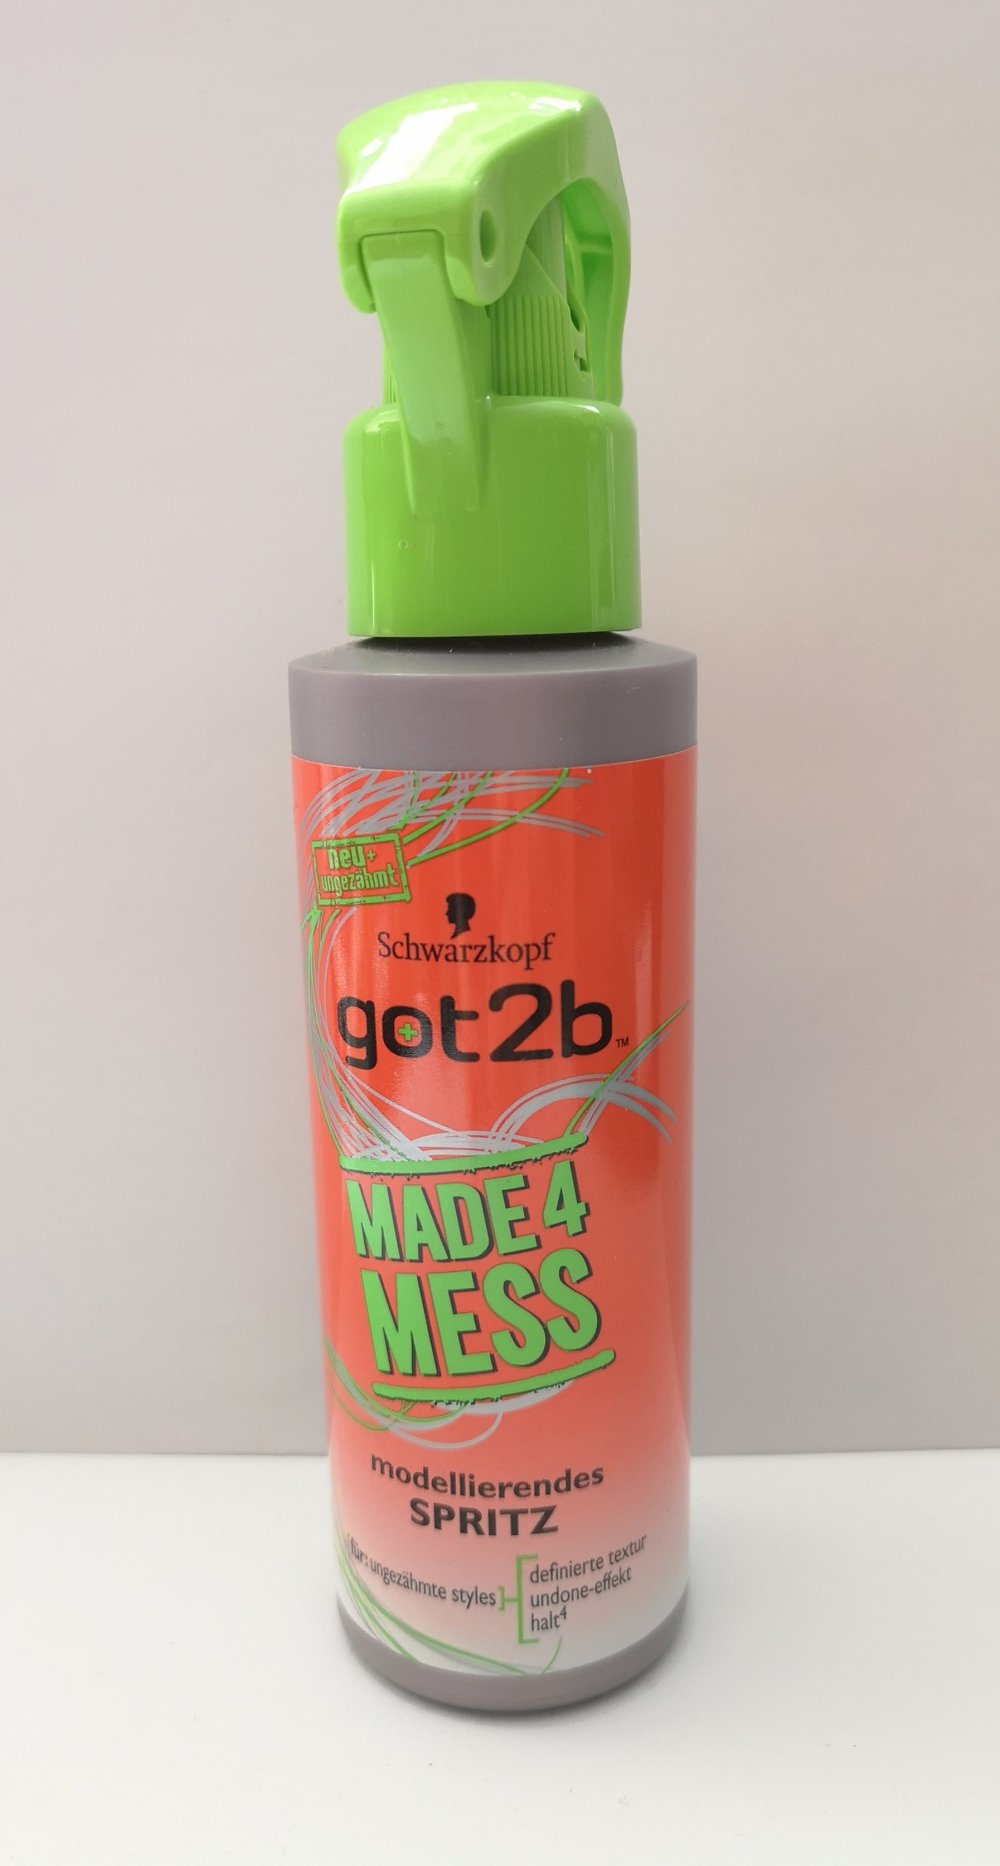 neu+
ungezähmt
Schwarzkopf
got2b™
MADE 4
MESS
modellierendes
SPRITZ
für: ungezähmte styles
definierte textur
undone-effekt
halt⁴